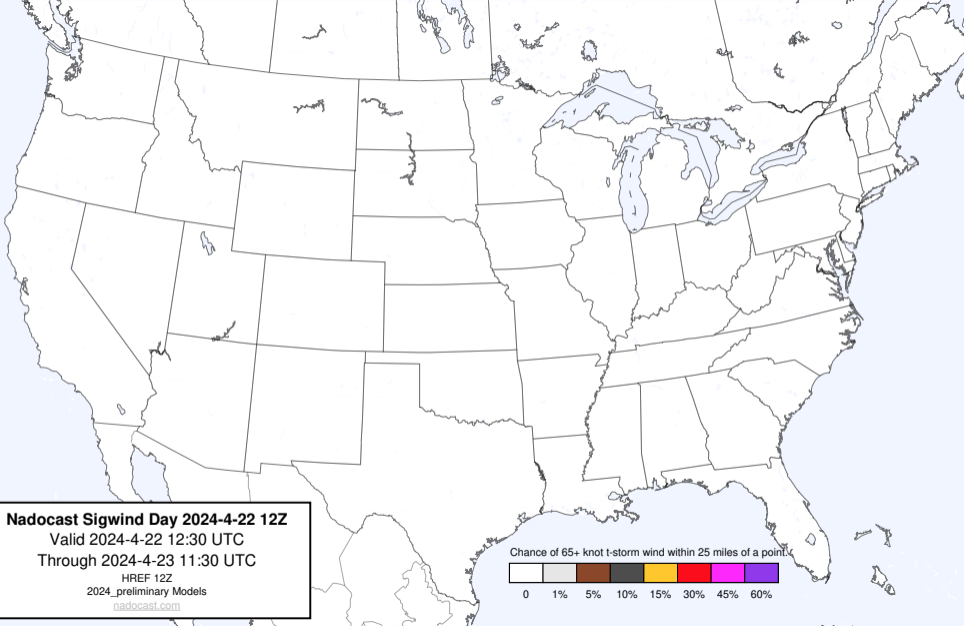 Nadocast Sigwind Day 2024-4-22 12Z
Valid 2024-4-22 12:30 UTC
Through 2024-4-23 11:30 UTC
HREF 12Z
2024_preliminary Models
nadocast.com
Chance of 65+ knot t-storm wind within 25 miles of a point.
0 1% 5% 10% 15% 30% 45% 60%